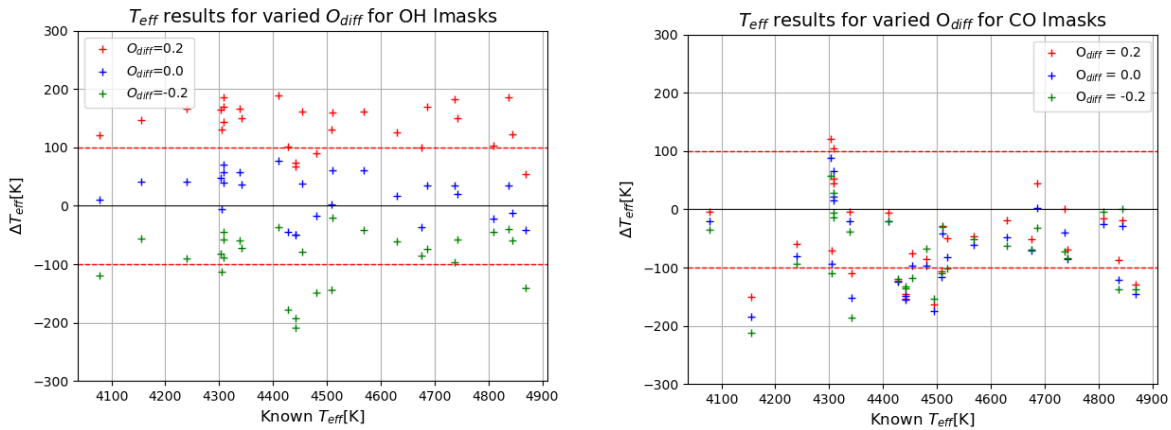 T_eff results for varied O_diff for OH lmasks
300
200
100
0
−100
−200
−300
ΔT_eff[K]
O_diff=0.2
O_diff=0.0
O_diff=-0.2
4100 4200 4300 4400 4500 4600 4700 4800 4900
Known T_eff[K]
T_eff results for varied O_diff for CO lmasks
300
200
100
0
−100
−200
−300
ΔT_eff[K]
O_diff = 0.2
O_diff = 0.0
O_diff = -0.2
4100 4200 4300 4400 4500 4600 4700 4800 4900
Known T_eff[K]